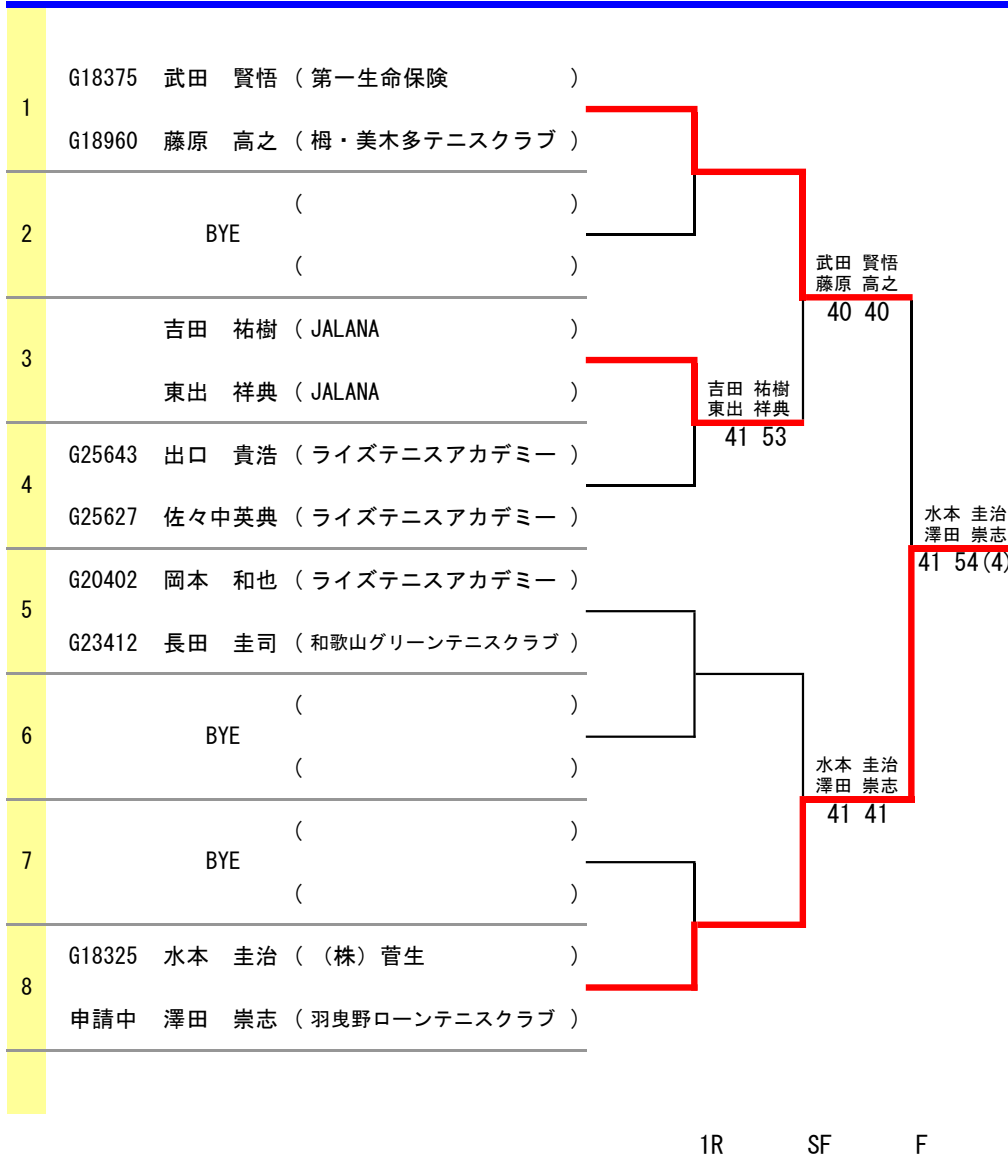 G18375 武田 賢悟 ( 第一生命保険 )
1
G18960 藤原 高之 ( 栂・美木多テニスクラブ )
( )
2 BYE
( )
武田 賢悟
藤原 高之
40 40
吉田 祐樹 ( JALANA )
3
東出 祥典 ( JALANA )
吉田 祐樹
東出 祥典
41 53
G25643 出口 貴浩 ( ライズテニスアカデミー )
4
G25627 佐々中英典 ( ライズテニスアカデミー )
水本 圭治
澤田 崇志
41 54(4)
G20402 岡本 和也 ( ライズテニスアカデミー )
5
G23412 長田 圭司 ( 和歌山グリーンテニスクラブ )
( )
6 BYE
( )
水本 圭治
澤田 崇志
41 41
( )
7 BYE
( )
G18325 水本 圭治 ( (株)菅生 )
8
申請中 澤田 崇志 ( 羽曳野ローンテニスクラブ )
1R SF F